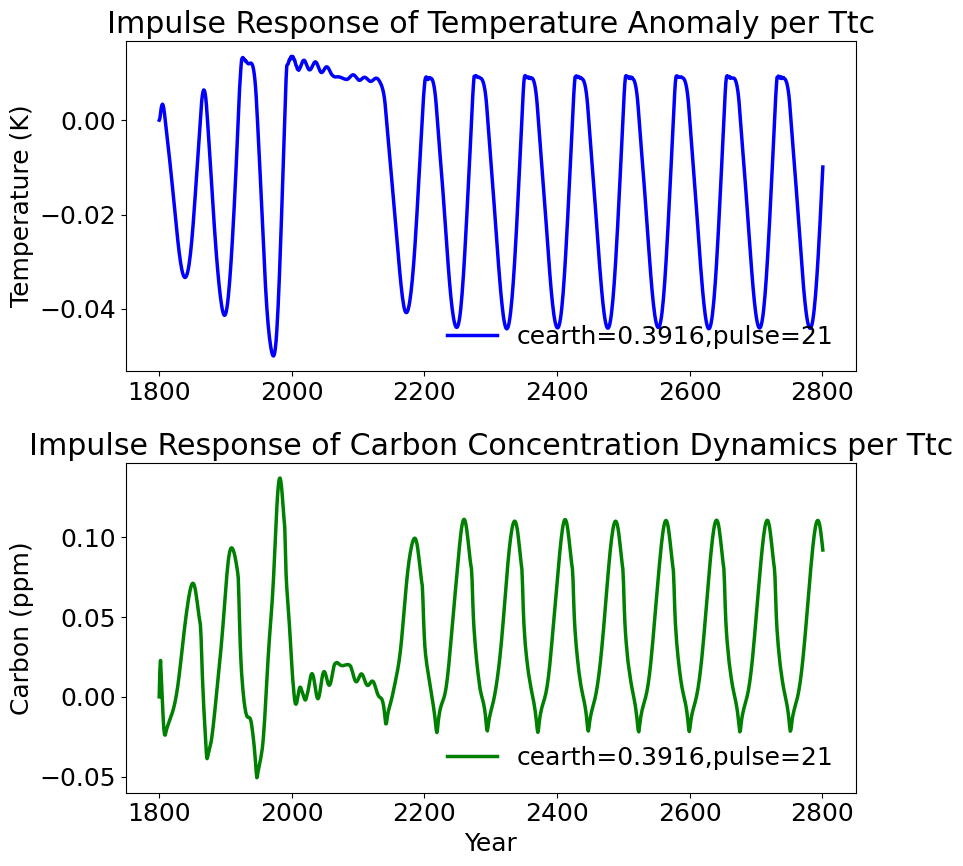 Impulse Response of Temperature Anomaly per Ttc
Temperature (K)
0.00
−0.02
−0.04
cearth=0.3916,pulse=21
1800 2000 2200 2400 2600 2800
Impulse Response of Carbon Concentration Dynamics per Ttc
Carbon (ppm)
0.10
0.05
0.00
−0.05
cearth=0.3916,pulse=21
1800 2000 2200 2400 2600 2800
Year